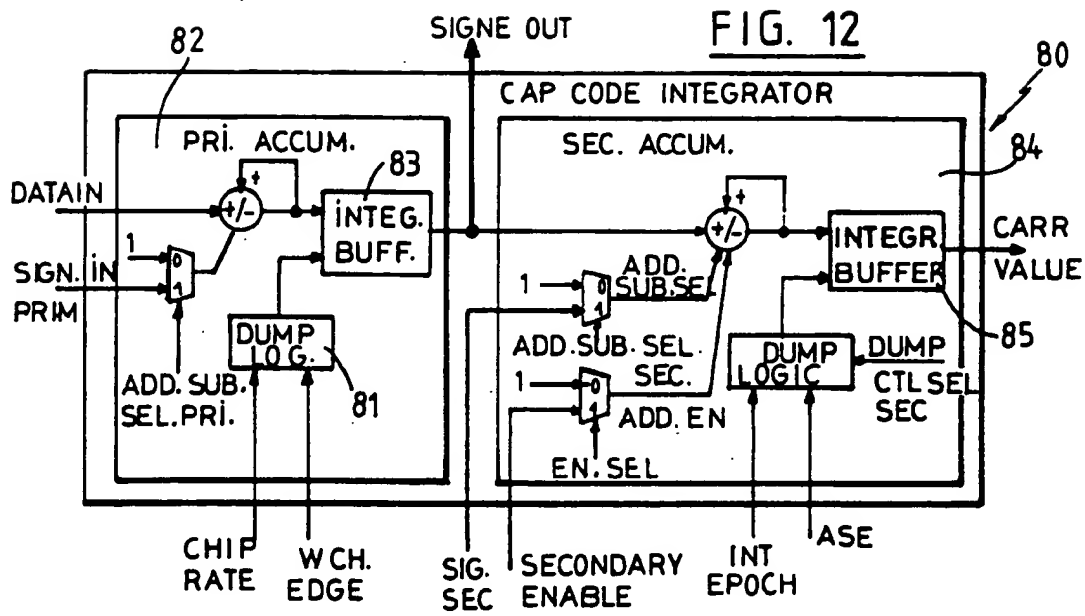 SIGNE OUT
FIG. 12
82
80
CAP CODE INTEGRATOR
PRİ. ACCUM.
SEC. ACCUM.
83
84
DATAIN
+
+/-
İNTEG.
BUFF.
+
+/-
INTEGR.
BUFFER
CARR
VALUE
1
0
1
SIGN. İN
PRIM
ADD.
SUB.SEL
1
0
1
85
DUMP
LOG.
81
ADD. SUB.
SEL. PRİ.
ADD. SUB. SEL
SEC.
DUMP
LOGIC
DUMP
CTL SEL
SEC
1
0
1
ADD. EN
EN. SEL
CHIP
RATE
W CH.
EDGE
SIG.
SEC
SECONDARY
ENABLE
INT
EPOCH
ASE